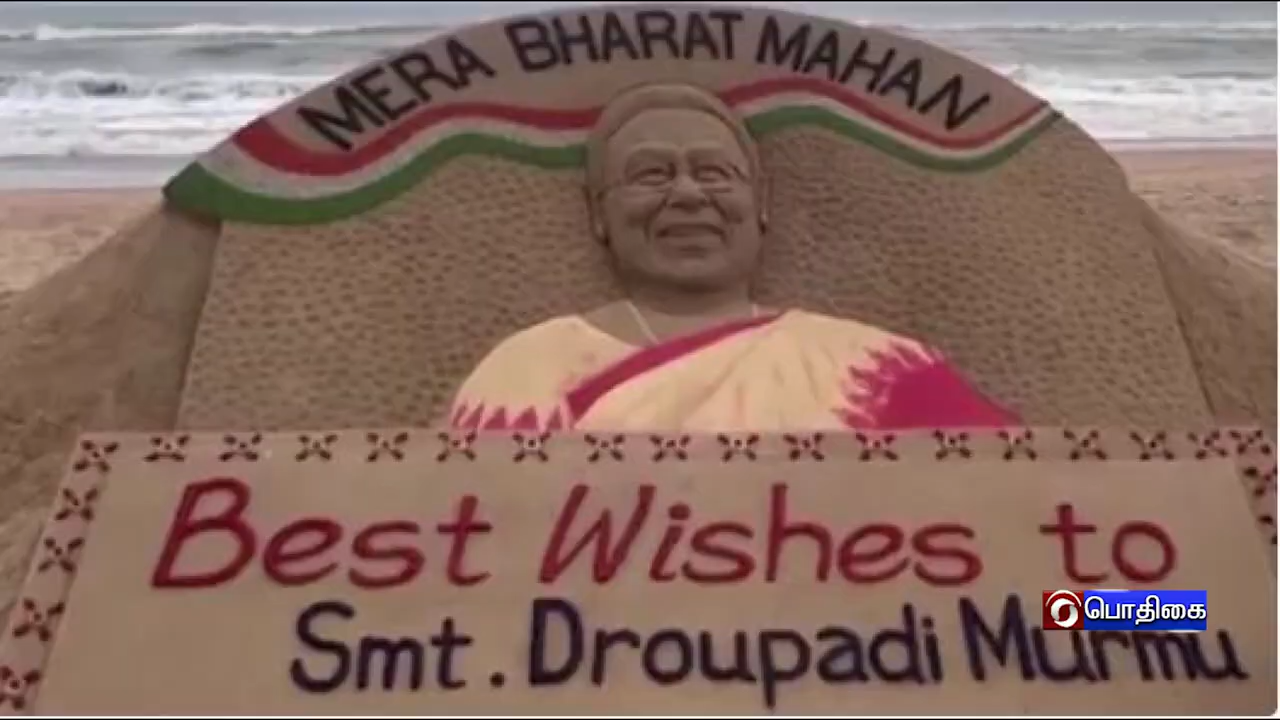 MERA BHARAT MAHAN
Best Wishes to
Smt. Droupadi Murmu
பொதிகை